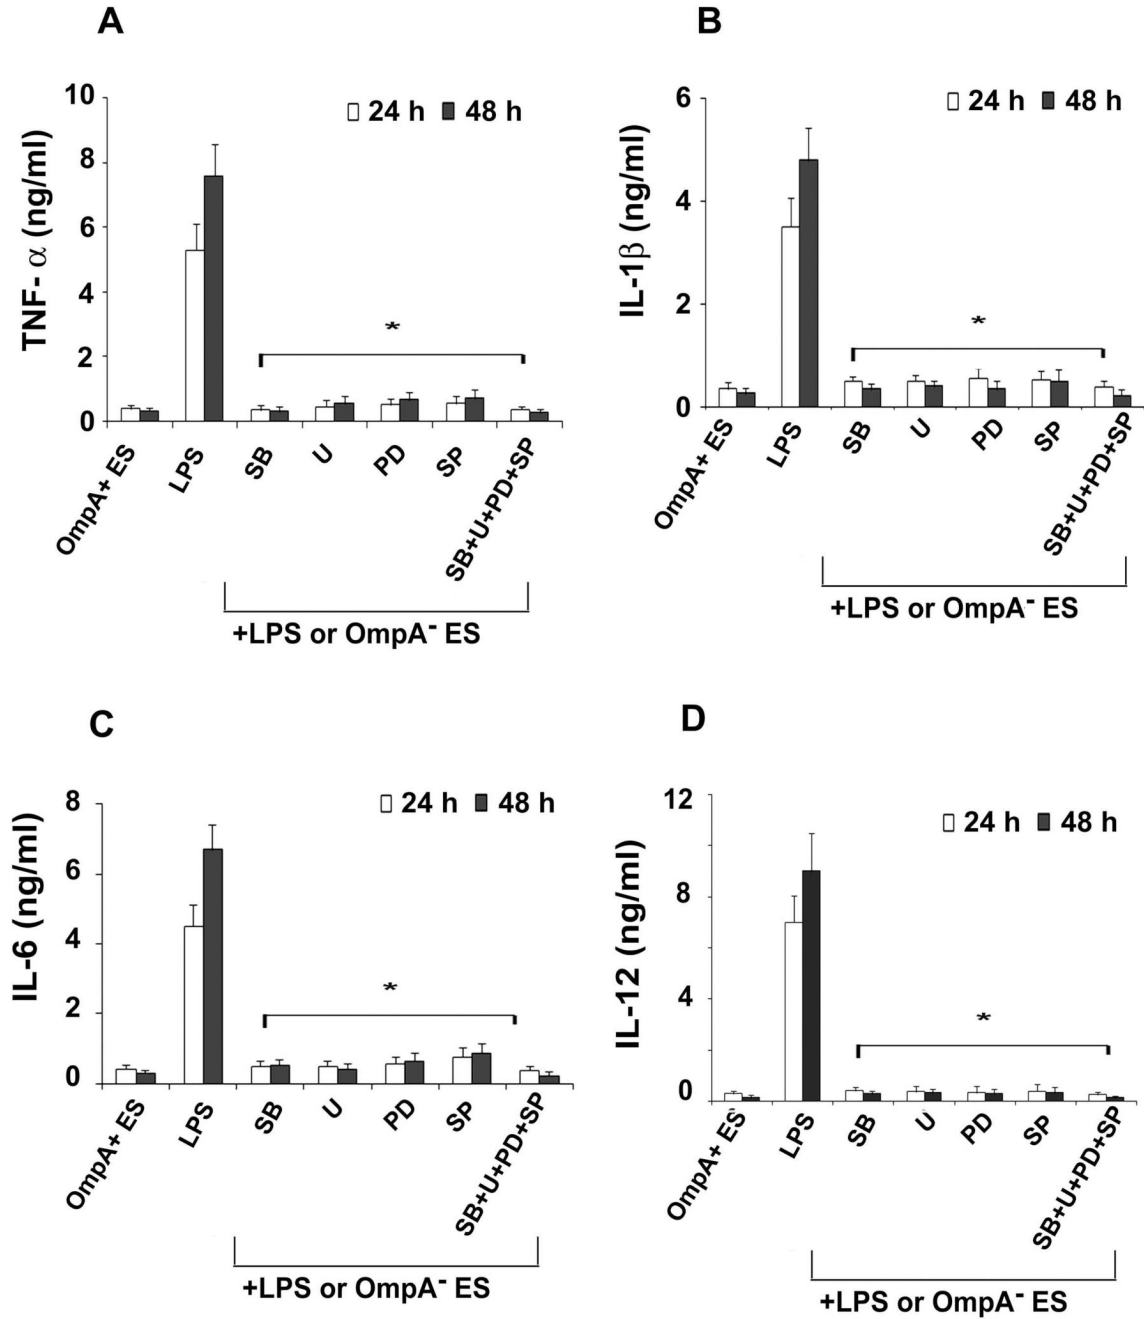 A
TNF- α (ng/ml)
24 h 48 h
10
8
6
4
2
0
*
OmpA+ ES
LPS
SB
U
PD
SP
SB+U+PD+SP
+LPS or OmpA⁻ ES
B
IL-1β (ng/ml)
24 h 48 h
6
4
2
0
*
OmpA+ ES
LPS
SB
U
PD
SP
SB+U+PD+SP
+LPS or OmpA⁻ ES
C
IL-6 (ng/ml)
24 h 48 h
8
6
4
2
0
*
OmpA+ ES
LPS
SB
U
PD
SP
SB+U+PD+SP
+LPS or OmpA⁻ ES
D
IL-12 (ng/ml)
24 h 48 h
12
8
4
0
*
OmpA+ ES
LPS
SB
U
PD
SP
SB+U+PD+SP
+LPS or OmpA⁻ ES